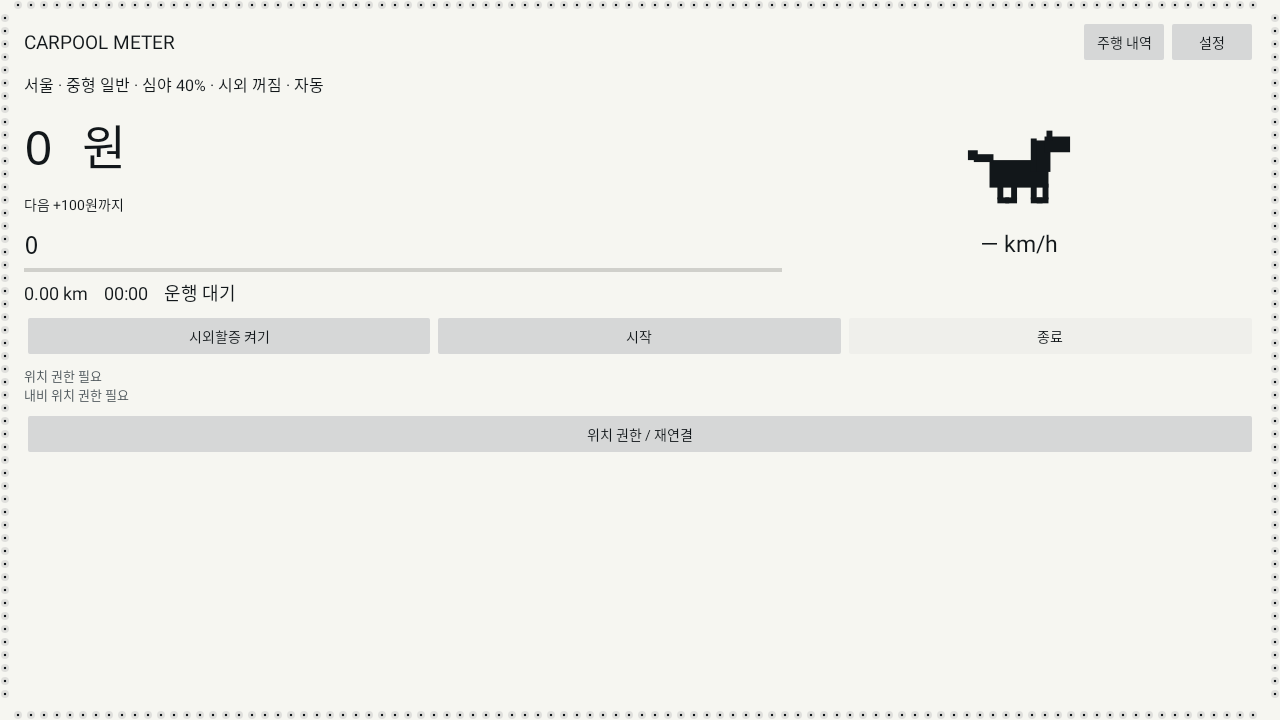 CARPOOL METER
주행 내역
설정
서울 · 중형 일반 · 심야 40% · 시외 꺼짐 · 자동
0 원
다음 +100원까지
0
— km/h
0.00 km 00:00 운행 대기
시외할증 켜기
시작
종료
위치 권한 필요
내비 위치 권한 필요
위치 권한 / 재연결